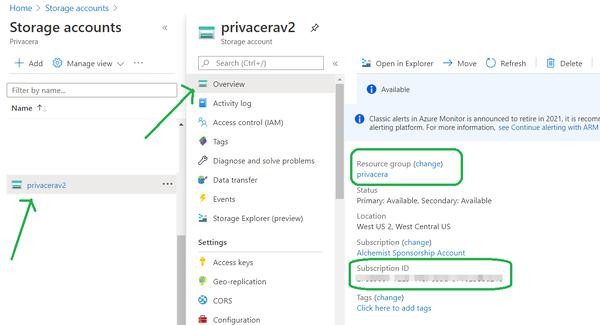 Home > Storage accounts >
Storage accounts
Privacera
+ Add
Manage view
Filter by name...
Name ↑↓
privacerav2
privacerav2
Storage account
Search (Ctrl+/)
Overview
Activity log
Access control (IAM)
Tags
Diagnose and solve problems
Data transfer
Events
Storage Explorer (preview)
Settings
Access keys
Geo-replication
CORS
Configuration
Open in Explorer
Move
Refresh
Delete
Available
Classic alerts in Azure Monitor is announced to retire in 2021, it is recom
alerting platform. For more information, see Continue alerting with ARM
Resource group (change)
privacera
Status
Primary: Available, Secondary: Available
Location
West US 2, West Central US
Subscription (change)
Alchemist Sponsorship Account
Subscription ID
Tags (change)
Click here to add tags